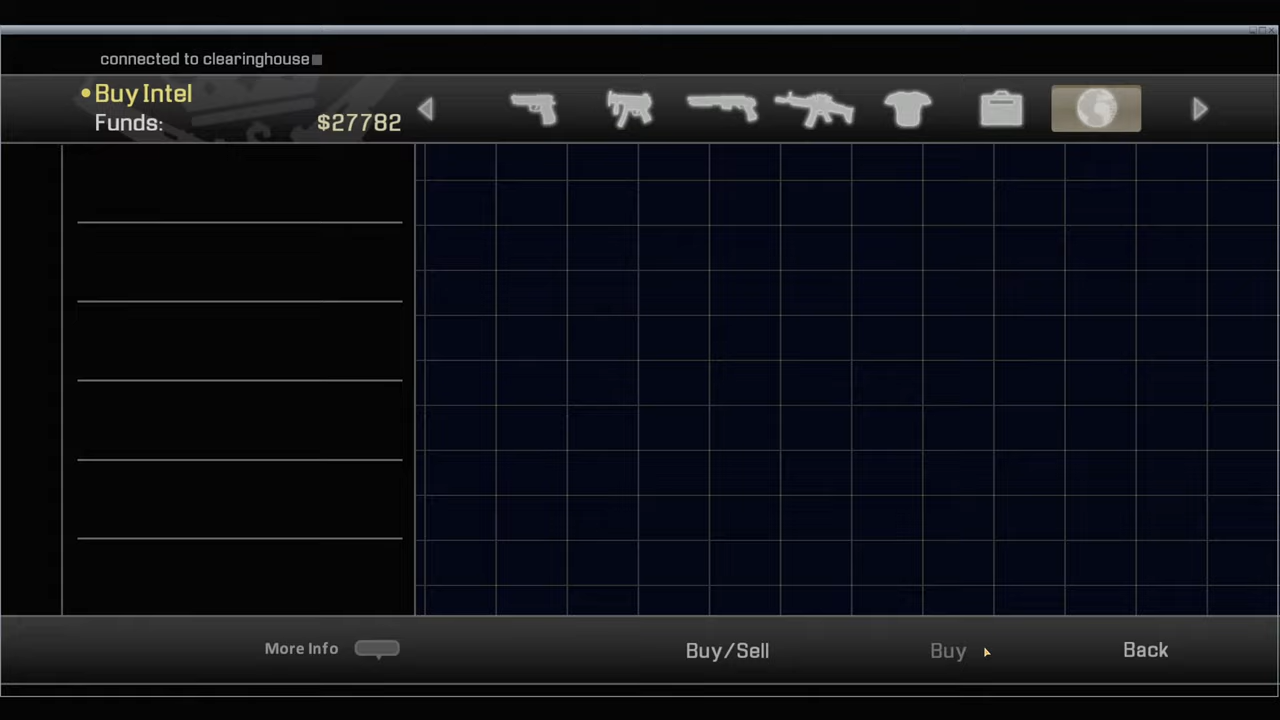 connected to clearinghouse
Buy Intel
Funds: $27782
More Info
Buy/Sell
Buy
Back